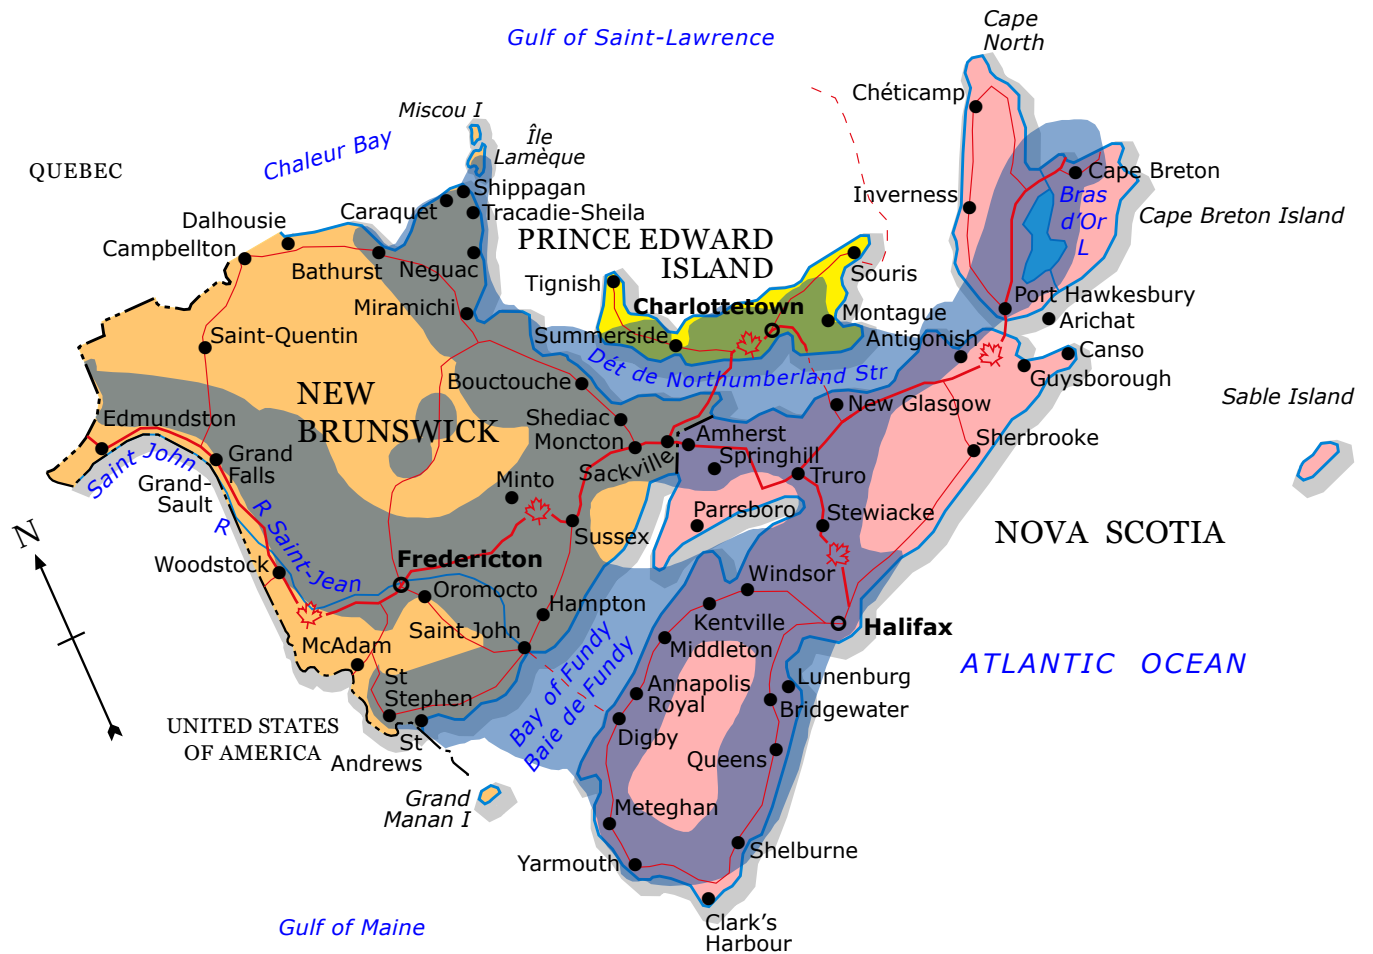 Cape
North
Gulf of Saint-Lawrence
Chéticamp
Miscou I
Île
Lamèque
Chaleur Bay
QUEBEC
Cape Breton
Shippagan
Inverness
Bras
d'Or
L
Caraquet
Tracadie-Sheila
Cape Breton Island
Dalhousie
PRINCE EDWARD
ISLAND
Campbellton
Bathurst
Neguac
Souris
Tignish
Port Hawkesbury
Miramichi
Charlottetown
Montague
Arichat
Saint-Quentin
Summerside
Antigonish
Canso
Dét de Northumberland Str
Guysborough
Bouctouche
NEW
BRUNSWICK
Sable Island
New Glasgow
Edmundston
Shediac
Moncton
Amherst
Sherbrooke
Saint John
R
Grand
Falls
Sackville
Springhill
Truro
Grand-
Sault
Minto
R Saint-Jean
Parrsboro
Stewiacke
NOVA SCOTIA
N
Sussex
Woodstock
Fredericton
Windsor
Oromocto
Hampton
Kentville
Halifax
Saint John
McAdam
Middleton
ATLANTIC OCEAN
St
Stephen
Bay of Fundy
Baie de Fundy
Annapolis
Royal
Lunenburg
Bridgewater
UNITED STATES
OF AMERICA
St
Andrews
Digby
Queens
Grand
Manan I
Meteghan
Yarmouth
Shelburne
Gulf of Maine
Clark's
Harbour